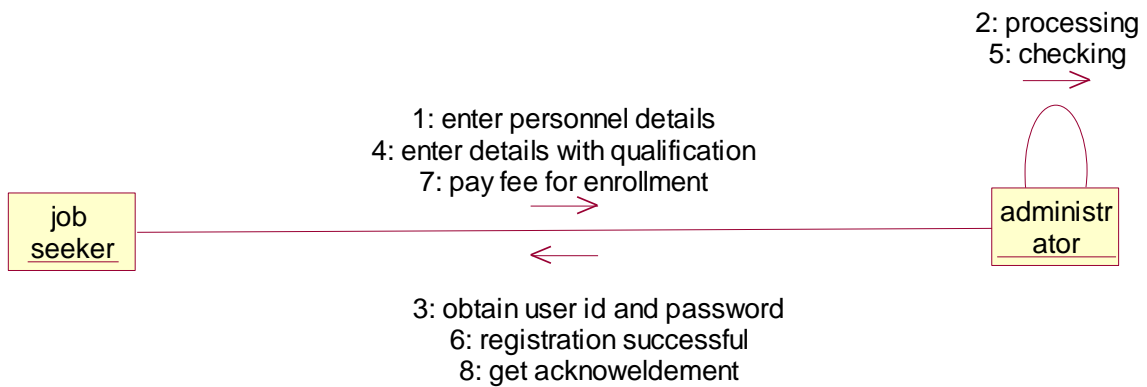 2: processing
5: checking
1: enter personnel details
4: enter details with qualification
7: pay fee for enrollment
job
seeker
administr
ator
3: obtain user id and password
6: registration successful
8: get acknoweldement